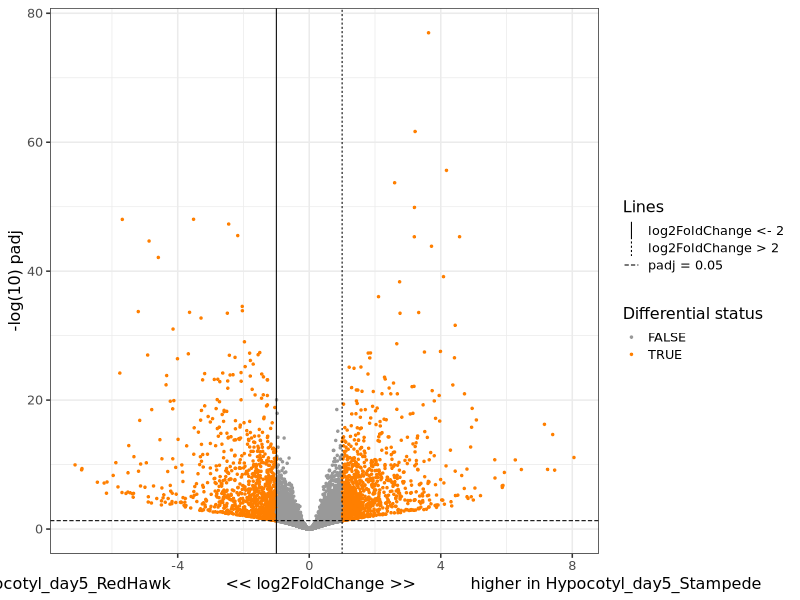 80
60
40
20
0
-log(10) padj
-4
0
4
8
ocotyl_day5_RedHawk << log2FoldChange >> higher in Hypocotyl_day5_Stampede
Lines
log2FoldChange <- 2
log2FoldChange > 2
padj = 0.05
Differential status
FALSE
TRUE